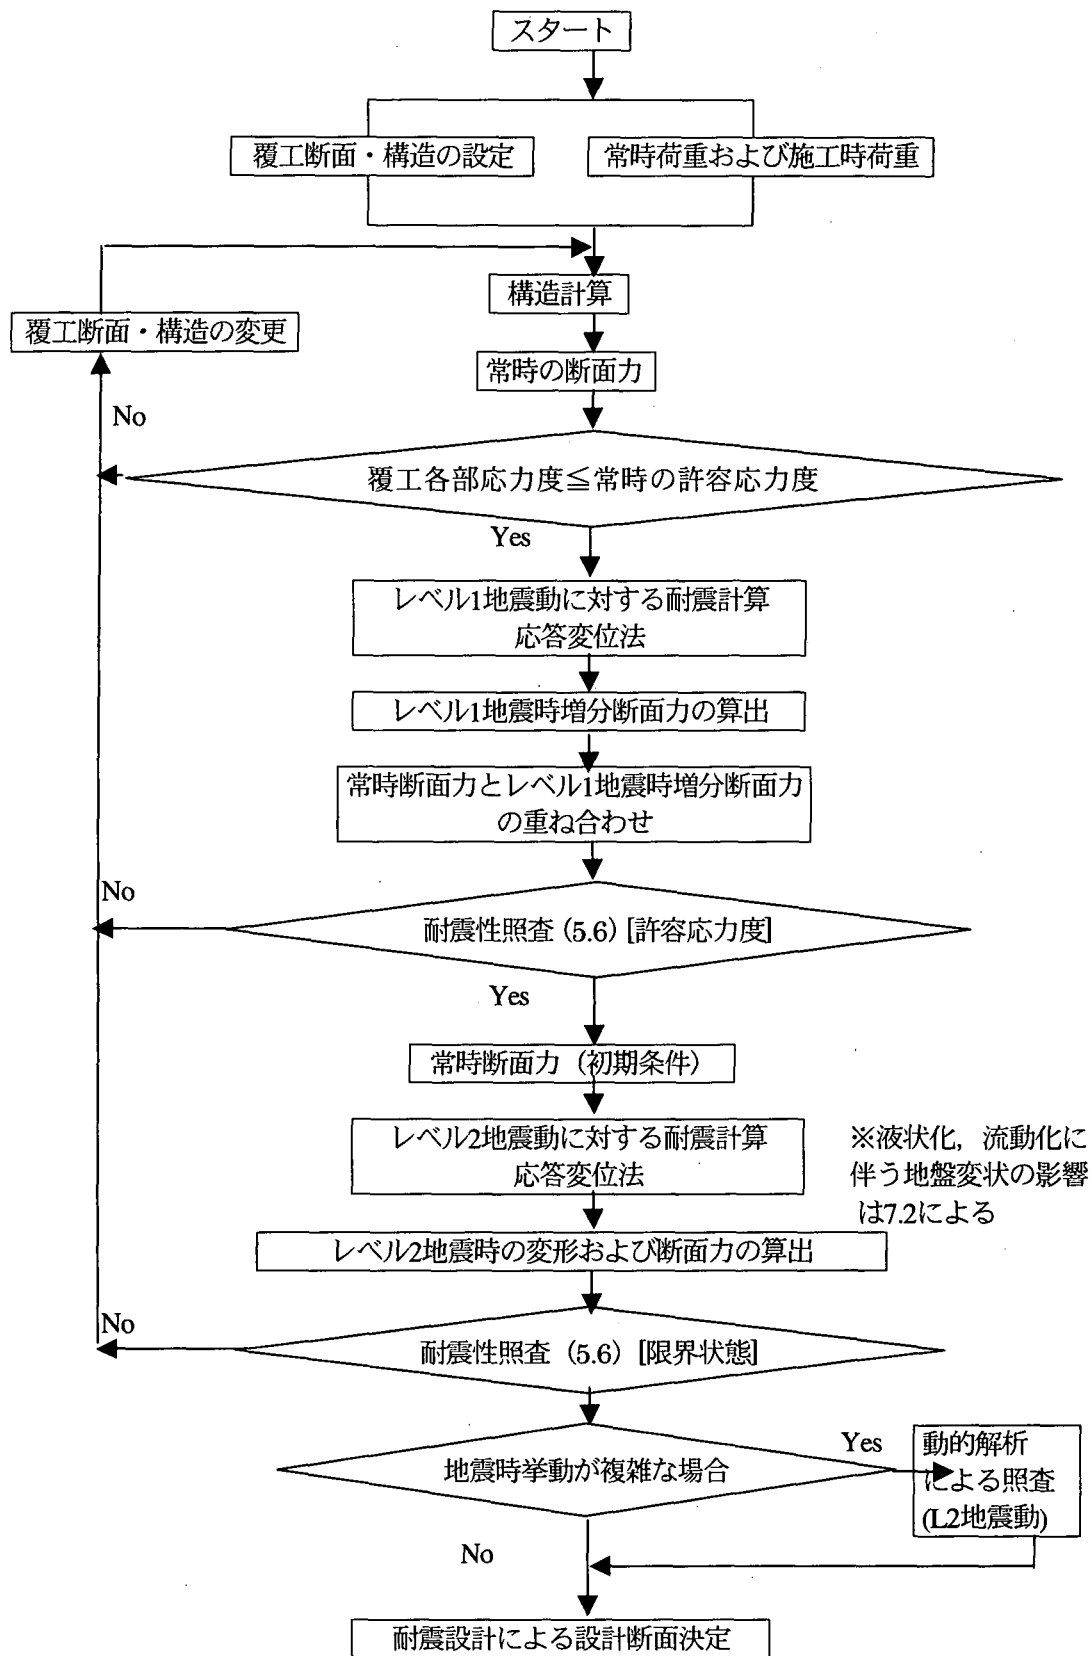 スタート
覆工断面・構造の設定
常時荷重および施工時荷重
構造計算
覆工断面・構造の変更
常時の断面力
No
覆工各部応力度≦常時の許容応力度
Yes
レベル1地震動に対する耐震計算
応答変位法
レベル1地震時増分断面力の算出
常時断面力とレベル1地震時増分断面力
の重ね合わせ
No
耐震性照査 (5.6) [許容応力度]
Yes
常時断面力（初期条件）
レベル2地震動に対する耐震計算
応答変位法
※液状化，流動化に
伴う地盤変状の影響
は7.2による
レベル2地震時の変形および断面力の算出
No
耐震性照査（5.6）[限界状態]
地震時挙動が複雑な場合
Yes
動的解析
による照査
(L2地震動)
No
耐震設計による設計断面決定